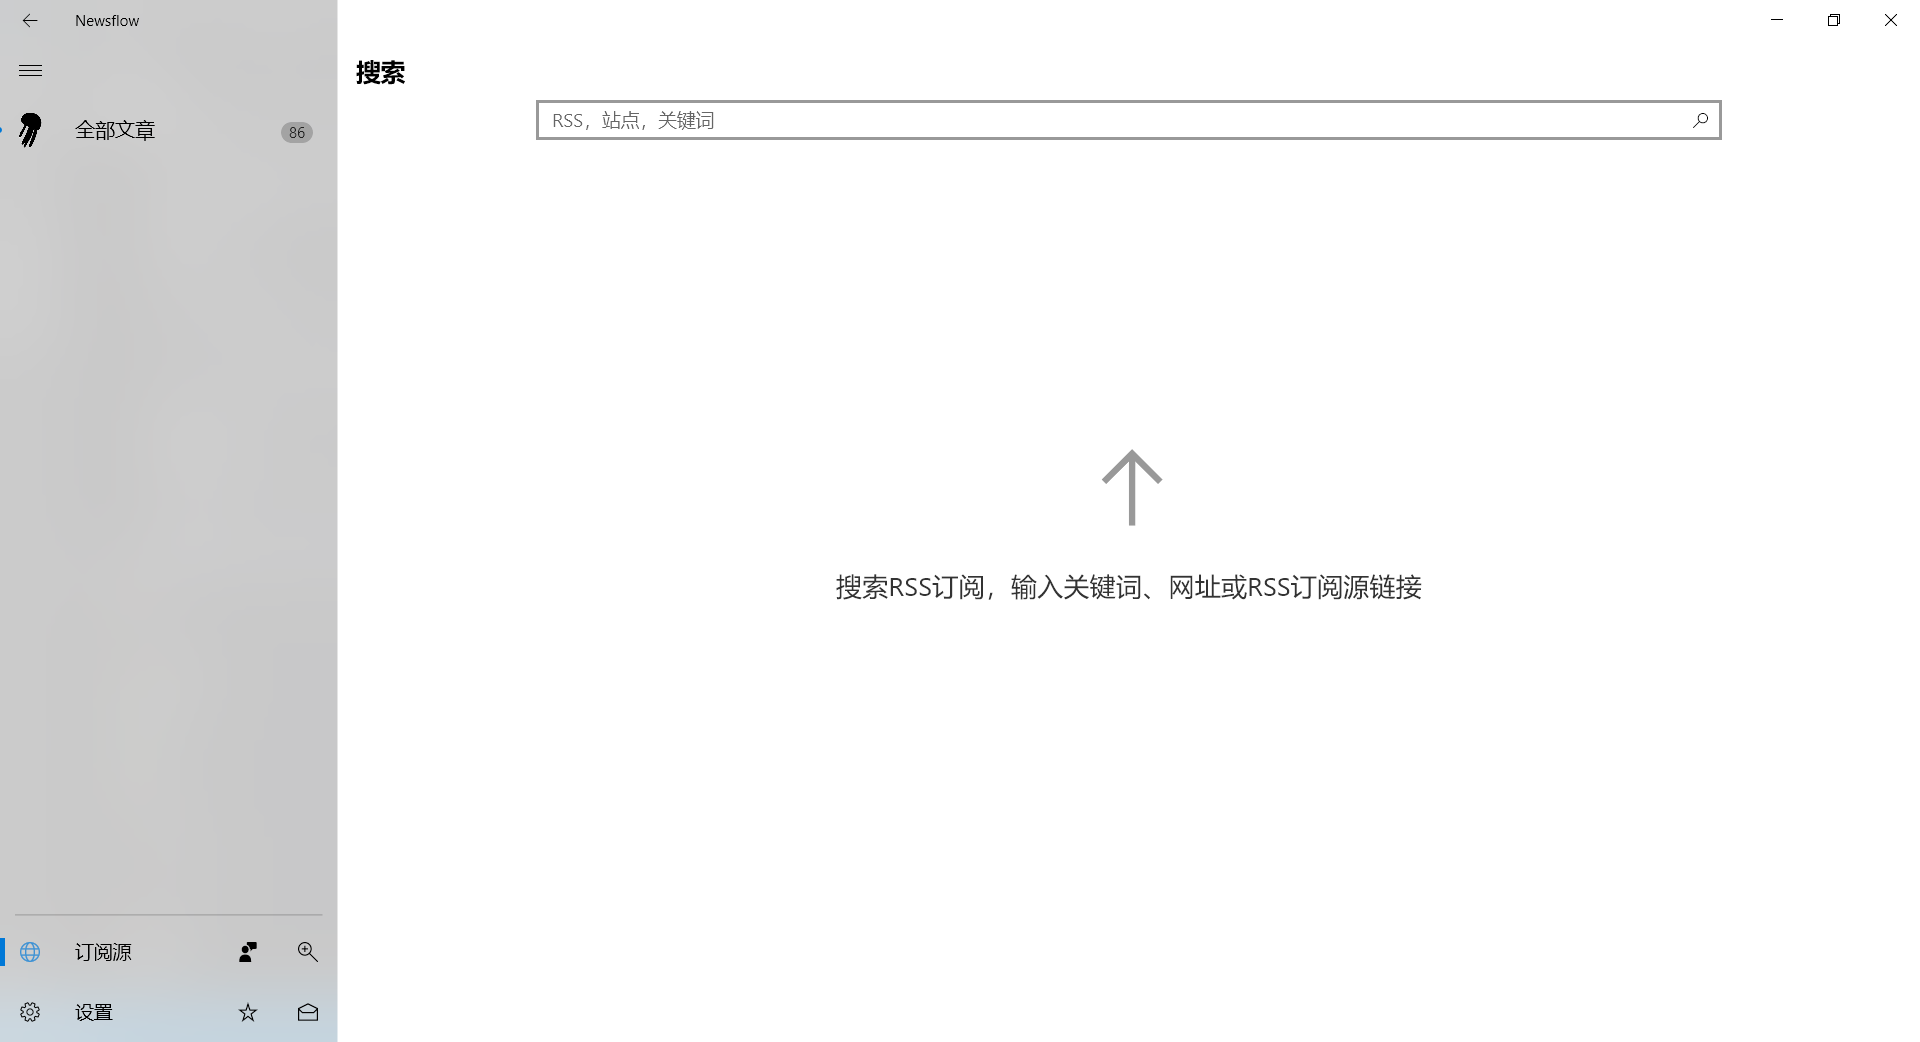 Newsflow
搜索
RSS，站点，关键词
全部文章
86
搜索RSS订阅，输入关键词、网址或RSS订阅源链接
订阅源
设置